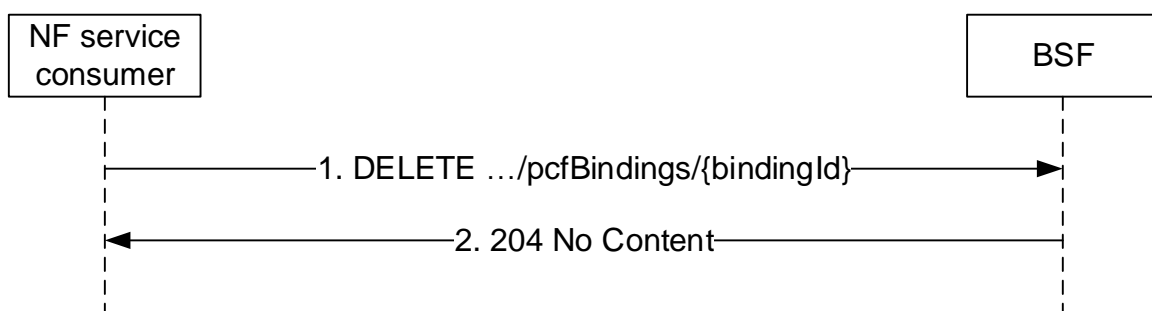 NF service
consumer
BSF
1. DELETE …/pcfBindings/{bindingId}
2. 204 No Content